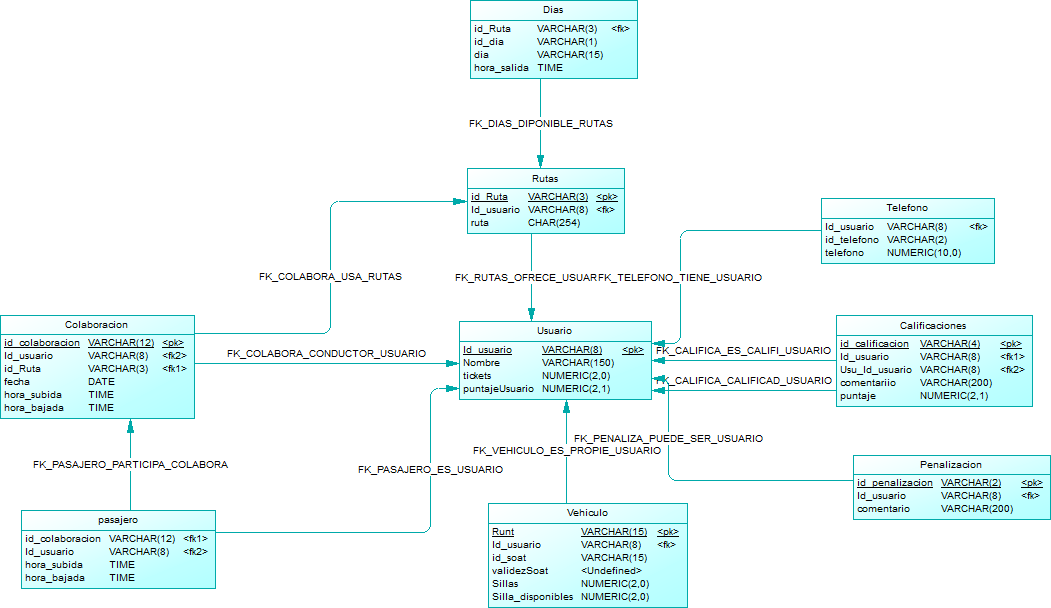 Dias
id_Ruta VARCHAR(3) <fk>
id_dia VARCHAR(1)
dia VARCHAR(15)
hora_salida TIME
FK_DIAS_DIPONIBLE_RUTAS
Rutas
id_Ruta VARCHAR(3) <pk>
Id_usuario VARCHAR(8) <fk>
ruta CHAR(254)
Telefono
Id_usuario VARCHAR(8) <fk>
id_telefono VARCHAR(2)
telefono NUMERIC(10,0)
FK_COLABORA_USA_RUTAS
FK_RUTAS_OFRECE_USUAR
FK_TELEFONO_TIENE_USUARIO
Colaboracion
id_colaboracion VARCHAR(12) <pk>
Id_usuario VARCHAR(8) <fk2>
id_Ruta VARCHAR(3) <fk1>
fecha DATE
hora_subida TIME
hora_bajada TIME
FK_COLABORA_CONDUCTOR_USUARIO
Usuario
Id_usuario VARCHAR(8) <pk>
Nombre VARCHAR(150)
tickets NUMERIC(2,0)
puntajeUsuario NUMERIC(2,1)
FK_CALIFICA_ES_CALIFI_USUARIO
FK_CALIFICA_CALIFICAD_USUARIO
Calificaciones
id_calificacion VARCHAR(4) <pk>
Id_usuario VARCHAR(8) <fk1>
Usu_Id_usuario VARCHAR(8) <fk2>
comentariio VARCHAR(200)
puntaje NUMERIC(2,1)
FK_PENALIZA_PUEDE_SER_USUARIO
FK_VEHICULO_ES_PROPIE_USUARIO
FK_PASAJERO_PARTICIPA_COLABORA
FK_PASAJERO_ES_USUARIO
Penalizacion
id_penalizacion VARCHAR(2) <pk>
Id_usuario VARCHAR(8) <fk>
comentario VARCHAR(200)
pasajero
id_colaboracion VARCHAR(12) <fk1>
Id_usuario VARCHAR(8) <fk2>
hora_subida TIME
hora_bajada TIME
Vehiculo
Runt VARCHAR(15) <pk>
Id_usuario VARCHAR(8) <fk>
id_soat VARCHAR(15)
validezSoat <Undefined>
Sillas NUMERIC(2,0)
Silla_disponibles NUMERIC(2,0)